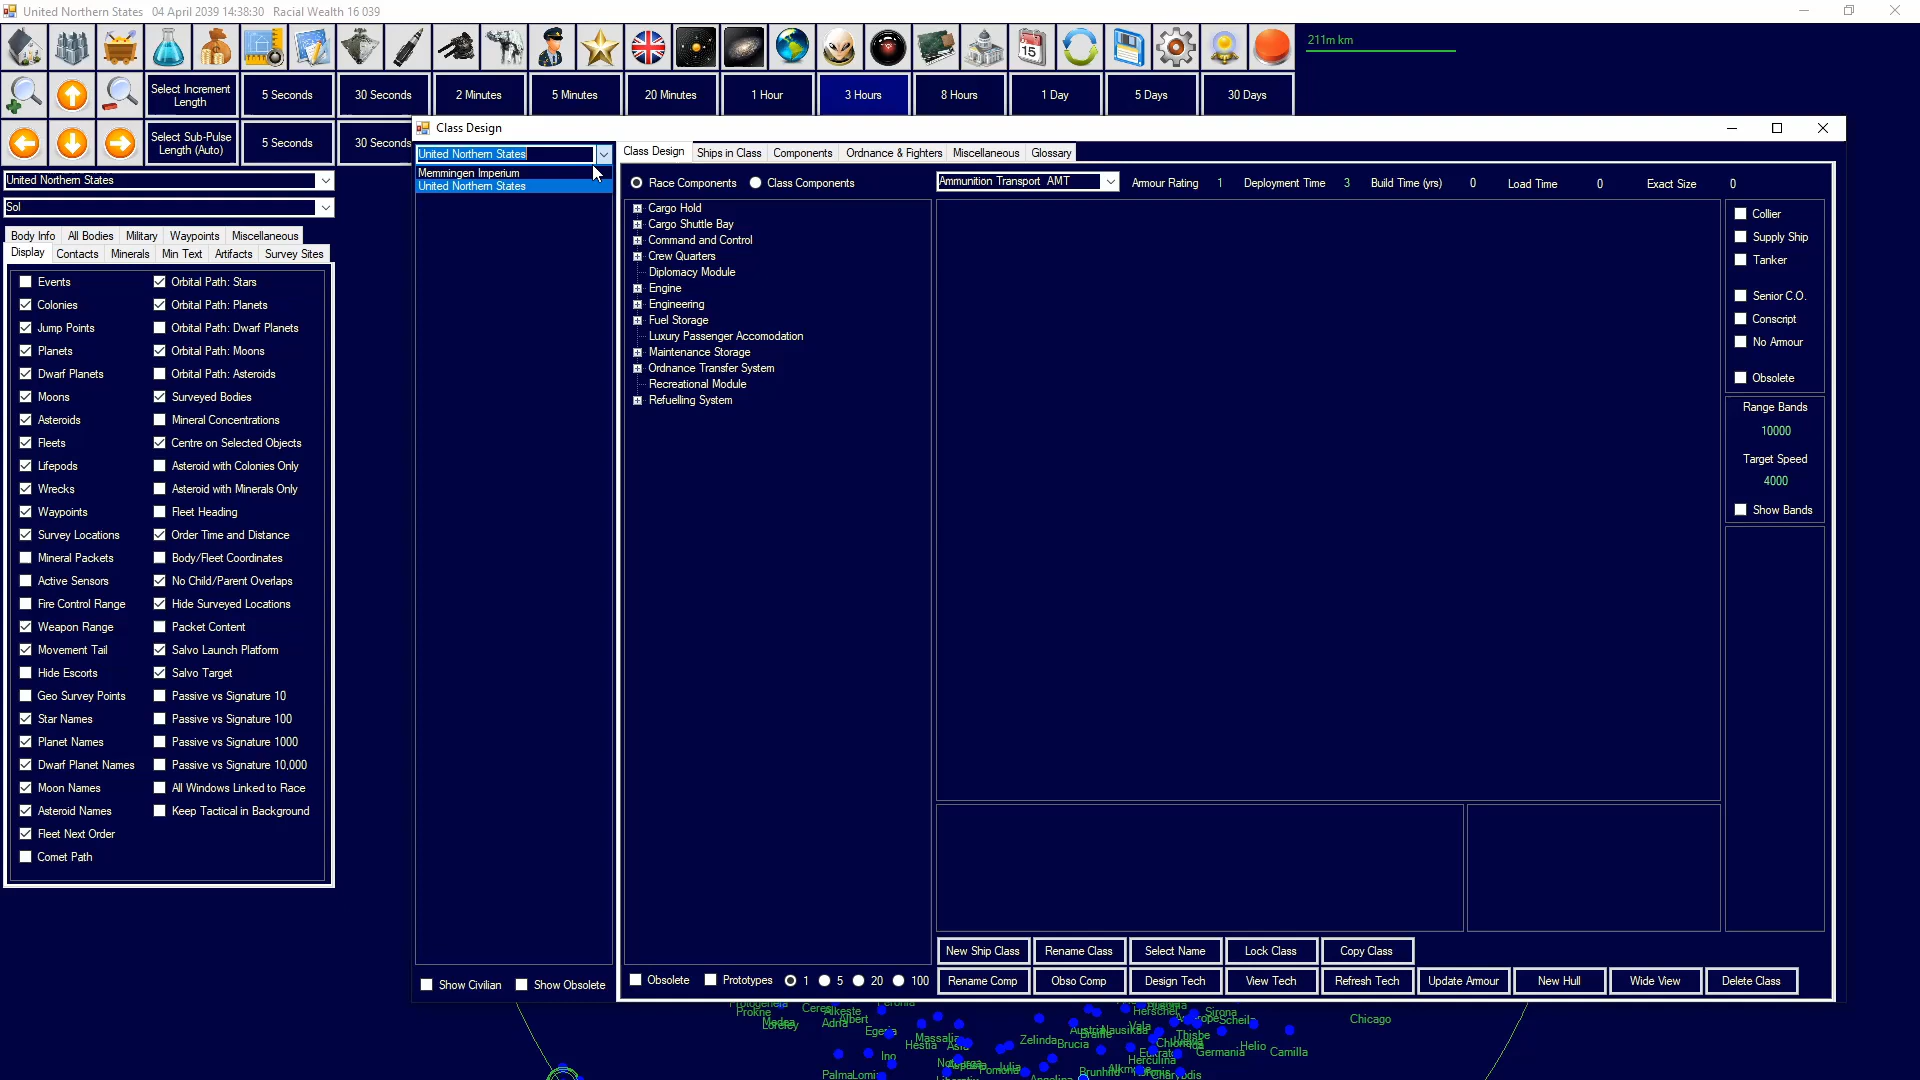 United Northern States 04 April 2039 14:38:30 Racial Wealth 16 039
15
211m km
Select Increment Length
5 Seconds
30 Seconds
2 Minutes
5 Minutes
20 Minutes
1 Hour
3 Hours
8 Hours
1 Day
5 Days
30 Days
Select Sub-Pulse Length (Auto)
5 Seconds
30 Seconds
United Northern States
Sol
Body Info All Bodies Military Waypoints Miscellaneous
Display Contacts Minerals Min Text Artifacts Survey Sites
Events Orbital Path: Stars
Colonies Orbital Path: Planets
Jump Points Orbital Path: Dwarf Planets
Planets Orbital Path: Moons
Dwarf Planets Orbital Path: Asteroids
Moons Surveyed Bodies
Asteroids Mineral Concentrations
Fleets Centre on Selected Objects
Lifepods Asteroid with Colonies Only
Wrecks Asteroid with Minerals Only
Waypoints Fleet Heading
Survey Locations Order Time and Distance
Mineral Packets Body/Fleet Coordinates
Active Sensors No Child/Parent Overlaps
Fire Control Range Hide Surveyed Locations
Weapon Range Packet Content
Movement Tail Salvo Launch Platform
Hide Escorts Salvo Target
Geo Survey Points Passive vs Signature 10
Star Names Passive vs Signature 100
Planet Names Passive vs Signature 1000
Dwarf Planet Names Passive vs Signature 10,000
Moon Names All Windows Linked to Race
Asteroid Names Keep Tactical in Background
Fleet Next Order
Comet Path
Class Design
United Northern States
Memmingen Imperium
United Northern States
Show Civilian Show Obsolete
Class Design Ships in Class Components Ordnance & Fighters Miscellaneous Glossary
Race Components Class Components
Ammunition Transport AMT Armour Rating 1 Deployment Time 3 Build Time (yrs) 0 Load Time 0 Exact Size 0
Cargo Hold
Cargo Shuttle Bay
Command and Control
Crew Quarters
Diplomacy Module
Engine
Engineering
Fuel Storage
Luxury Passenger Accomodation
Maintenance Storage
Ordnance Transfer System
Recreational Module
Refuelling System
Collier
Supply Ship
Tanker
Senior C.O.
Conscript
No Armour
Obsolete
Range Bands
10000
Target Speed
4000
Show Bands
Obsolete Prototypes 1 5 20 100
New Ship Class Rename Class Select Name Lock Class Copy Class
Rename Comp Obso Comp Design Tech View Tech Refresh Tech Update Armour New Hull Wide View Delete Class
Prokne
Adria
Egeria
Massalia
Hestia
Ino
Zelinda
Brucia
Sirona
Thisbe
Helio
Germania Camilla
Herculina
Chicago